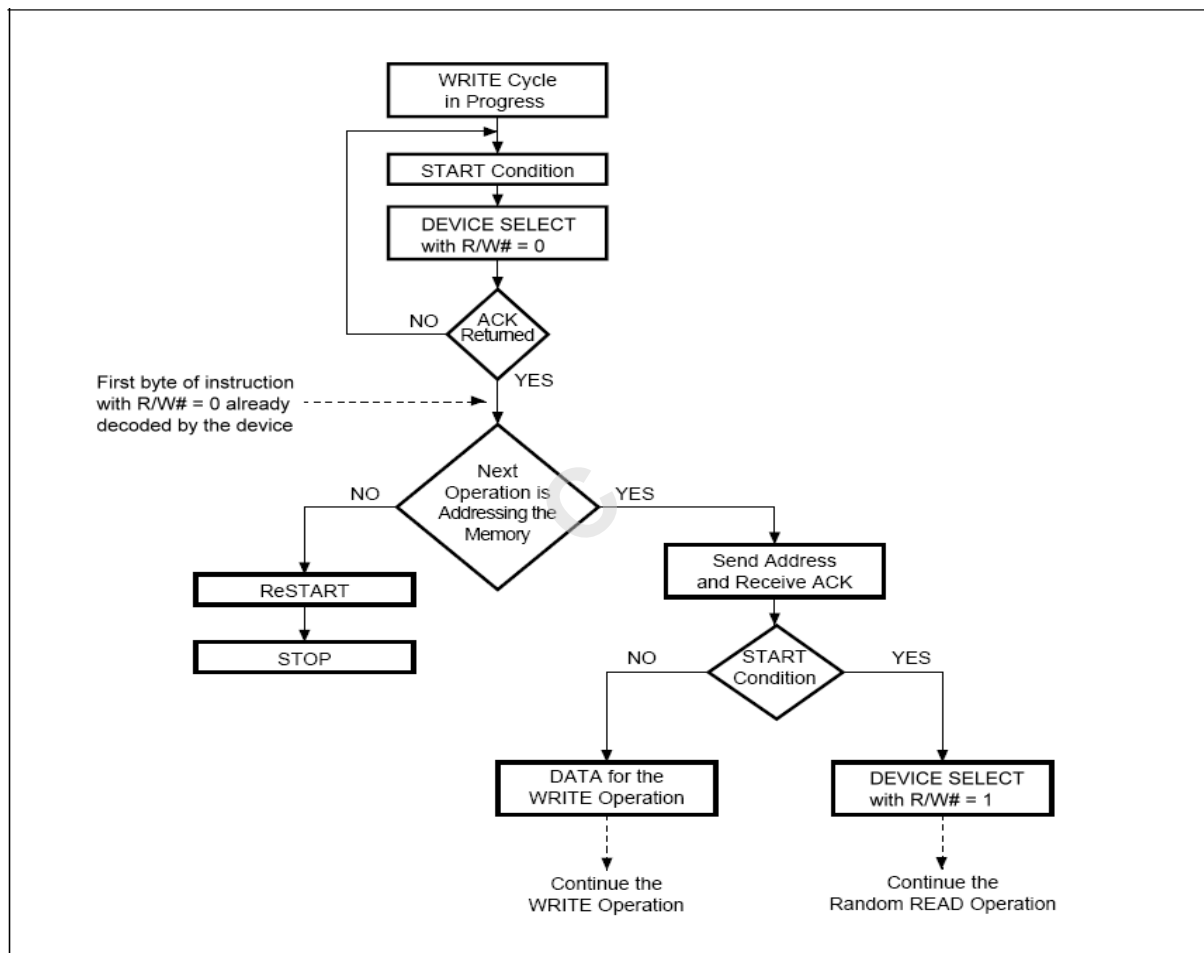 WRITE Cycle
in Progress
START Condition
DEVICE SELECT
with R/W# = 0
ACK
Returned
NO
YES
First byte of instruction
with R/W# = 0 already
decoded by the device
Next
Operation is
Addressing the
Memory
NO
YES
ReSTART
STOP
Send Address
and Receive ACK
START
Condition
NO
YES
DATA for the
WRITE Operation
DEVICE SELECT
with R/W# = 1
Continue the
WRITE Operation
Continue the
Random READ Operation